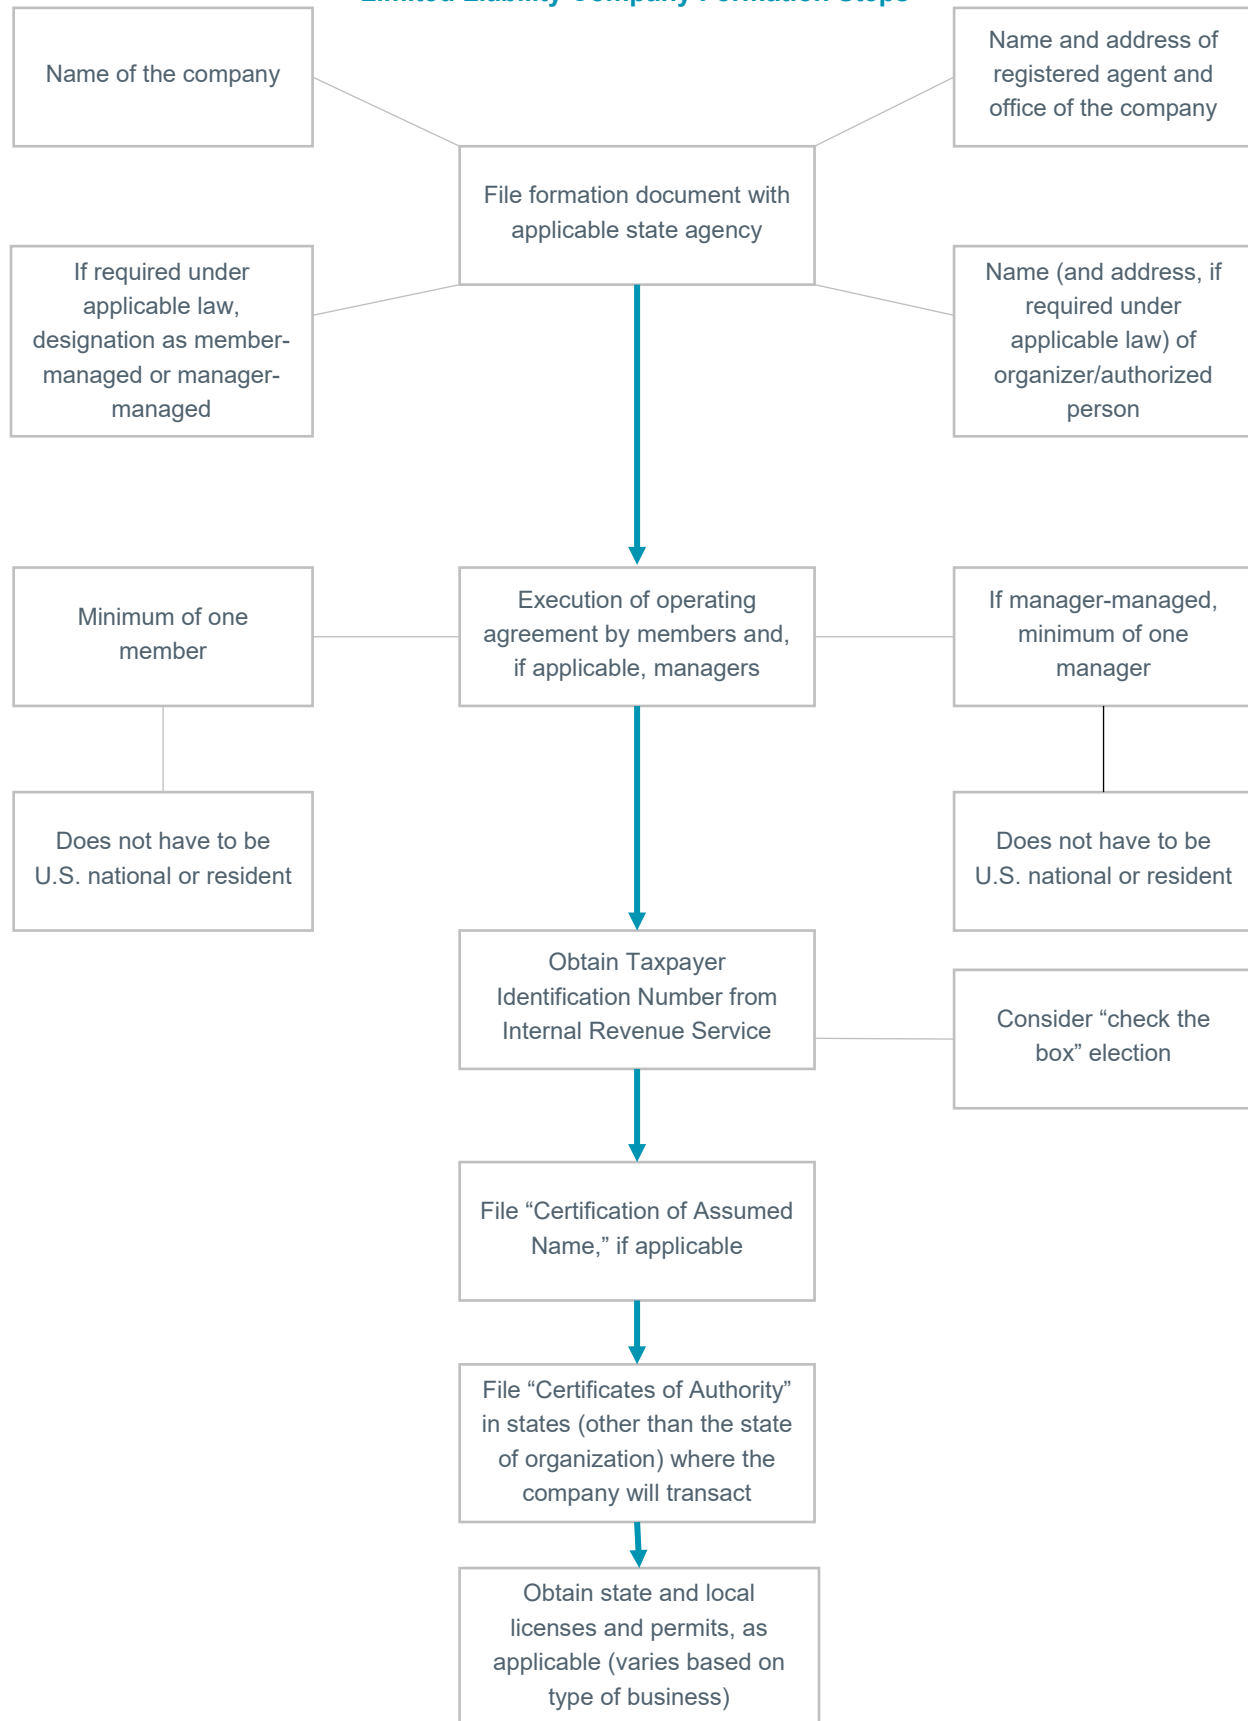 Limited Liability Company Formation Steps
Name of the company
Name and address of
registered agent and
office of the company
File formation document with
applicable state agency
If required under
applicable law,
designation as member-
managed or manager-
managed
Name (and address, if
required under
applicable law) of
organizer/authorized
person
Minimum of one
member
Execution of operating
agreement by members and,
if applicable, managers
If manager-managed,
minimum of one
manager
Does not have to be
U.S. national or resident
Does not have to be
U.S. national or resident
Obtain Taxpayer
Identification Number from
Internal Revenue Service
Consider “check the
box” election
File “Certification of Assumed
Name,” if applicable
File “Certificates of Authority”
in states (other than the state
of organization) where the
company will transact
Obtain state and local
licenses and permits, as
applicable (varies based on
type of business)